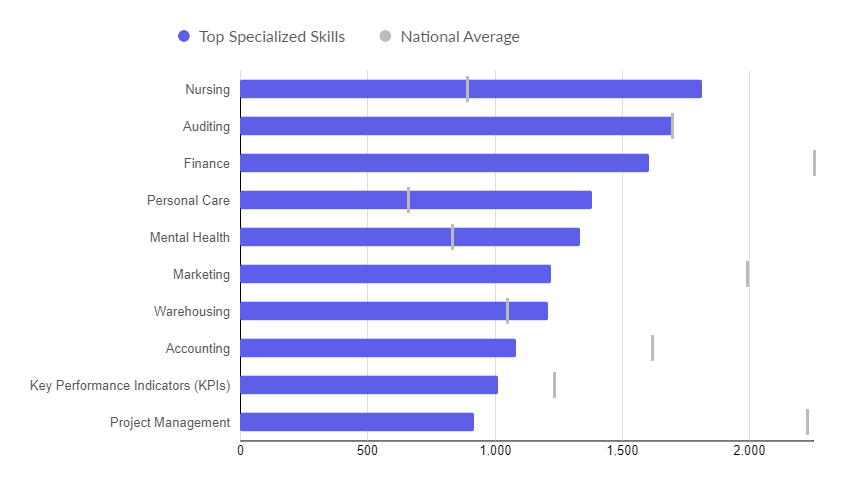 Top Specialized Skills National Average
Nursing
Auditing
Finance
Personal Care
Mental Health
Marketing
Warehousing
Accounting
Key Performance Indicators (KPIs)
Project Management
0 500 1.000 1.500 2.000